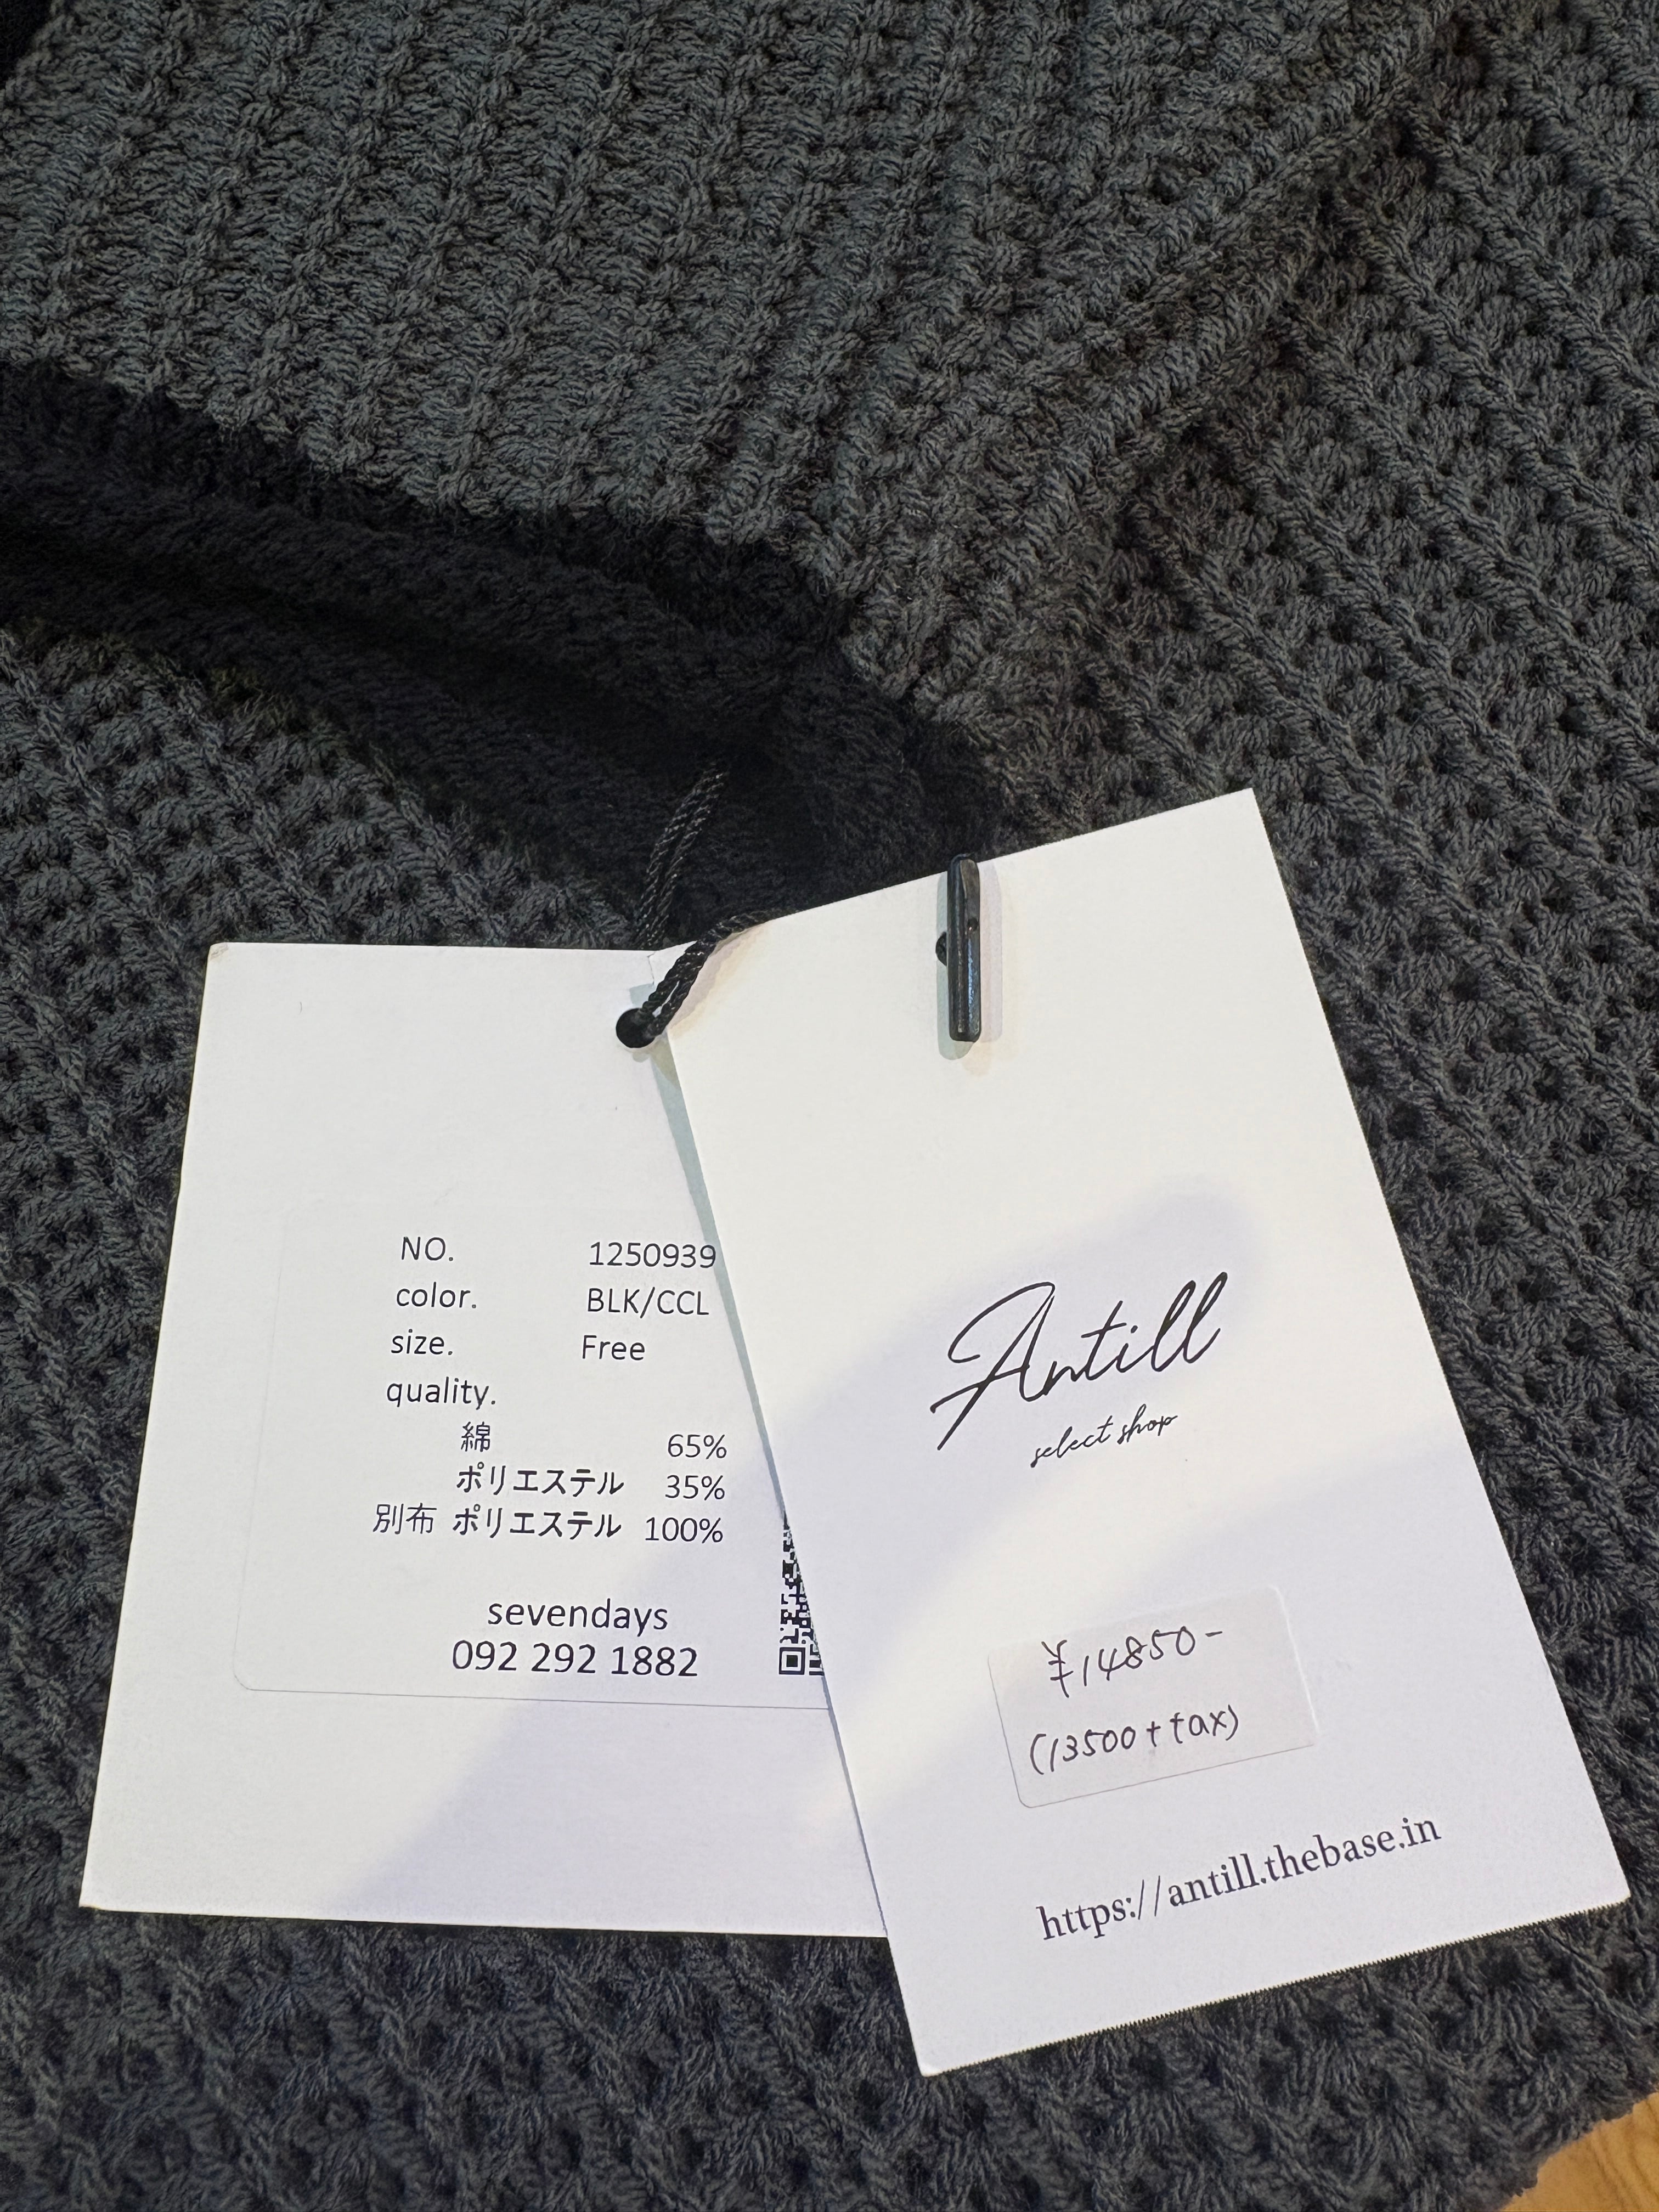 NO. 1250939
color. BLK/CCL
size. Free
quality.
綿 65%
ポリエステル 35%
別布 ポリエステル 100%
sevendays
092 292 1882
Antill
select shop
¥14850-
(13500+tax)
https://antill.thebase.in